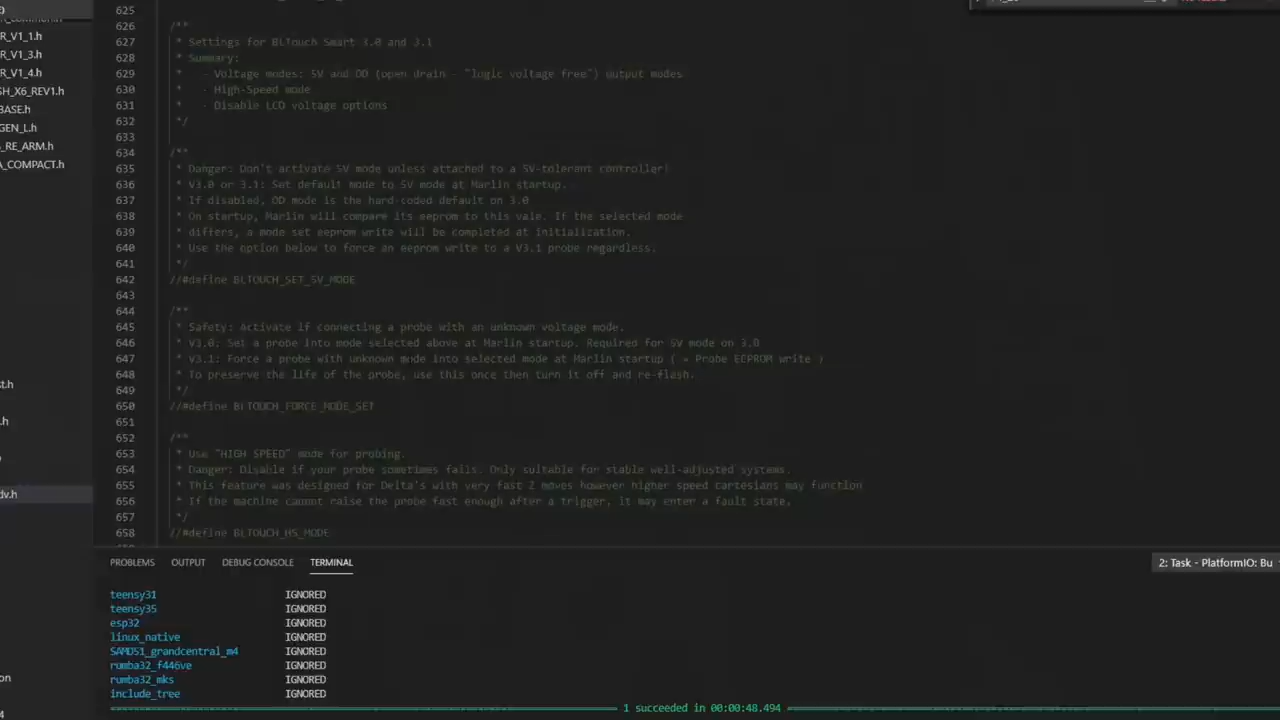 625
626 /**
R_V1_1.h
627 * Settings for BLTouch Smart 3.0 and 3.1
R_V1_3.h
628 * Summary:
R_V1_4.h
629 * - Voltage modes: 5V and OD (open drain - "logic voltage free") output modes
SH_X6_REV1.h
630 * - High-Speed mode
BASE.h
631 * - Disable LCD voltage options
GEN_L.h
632 */
633
_RE_ARM.h
634 /**
A_COMPACT.h
635 * Danger: Don't activate 5V mode unless attached to a 5V-tolerant controller!
636 * V3.0 or 3.1: Set default mode to 5V mode at Marlin startup.
637 * If disabled, OD mode is the hard-coded default on 3.0
638 * On startup, Marlin will compare its eeprom to this vale. If the selected mode
639 * differs, a mode set eeprom write will be completed at initialization.
640 * Use the option below to force an eeprom write to a V3.1 probe regardless.
641 */
642 //#define BLTOUCH_SET_5V_MODE
643
644 /**
645 * Safety: Activate if connecting a probe with an unknown voltage mode.
646 * V3.0: Set a probe into mode selected above at Marlin startup. Required for 5V mode on 3.0
647 * V3.1: Force a probe with unknown mode into selected mode at Marlin startup ( = Probe EEPROM write )
648 * To preserve the life of the probe, use this once then turn it off and re-flash.
st.h
649 */
650 //#define BLTOUCH_FORCE_MODE_SET
.h
651
652 /**
653 * Use "HIGH SPEED" mode for probing.
654 * Danger: Disable if your probe sometimes fails. Only suitable for stable well-adjusted systems.
655 * This feature was designed for Delta's with very fast Z moves however higher speed cartesians may function
dv.h
656 * If the machine cannot raise the probe fast enough after a trigger, it may enter a fault state.
657 */
658 //#define BLTOUCH_HS_MODE
PROBLEMS OUTPUT DEBUG CONSOLE TERMINAL 2: Task - PlatformIO: Bu
teensy31 IGNORED
teensy35 IGNORED
esp32 IGNORED
linux_native IGNORED
SAMD51_grandcentral_m4 IGNORED
rumba32_f446ve IGNORED
on
rumba32_mks IGNORED
include_tree IGNORED
1 succeeded in 00:00:48.494